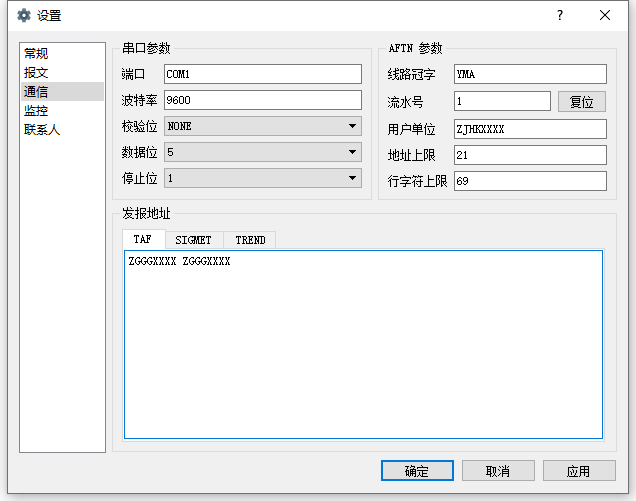 设置
常规
报文
通信
监控
联系人
串口参数
端口 COM1
波特率 9600
校验位 NONE
数据位 5
停止位 1
AFTN 参数
线路冠字 YMA
流水号 1 复位
用户单位 ZJHKXXXX
地址上限 21
行字符上限 69
发报地址
TAF SIGMET TREND
ZGGGXXXX ZGGGXXXX
确定 取消 应用